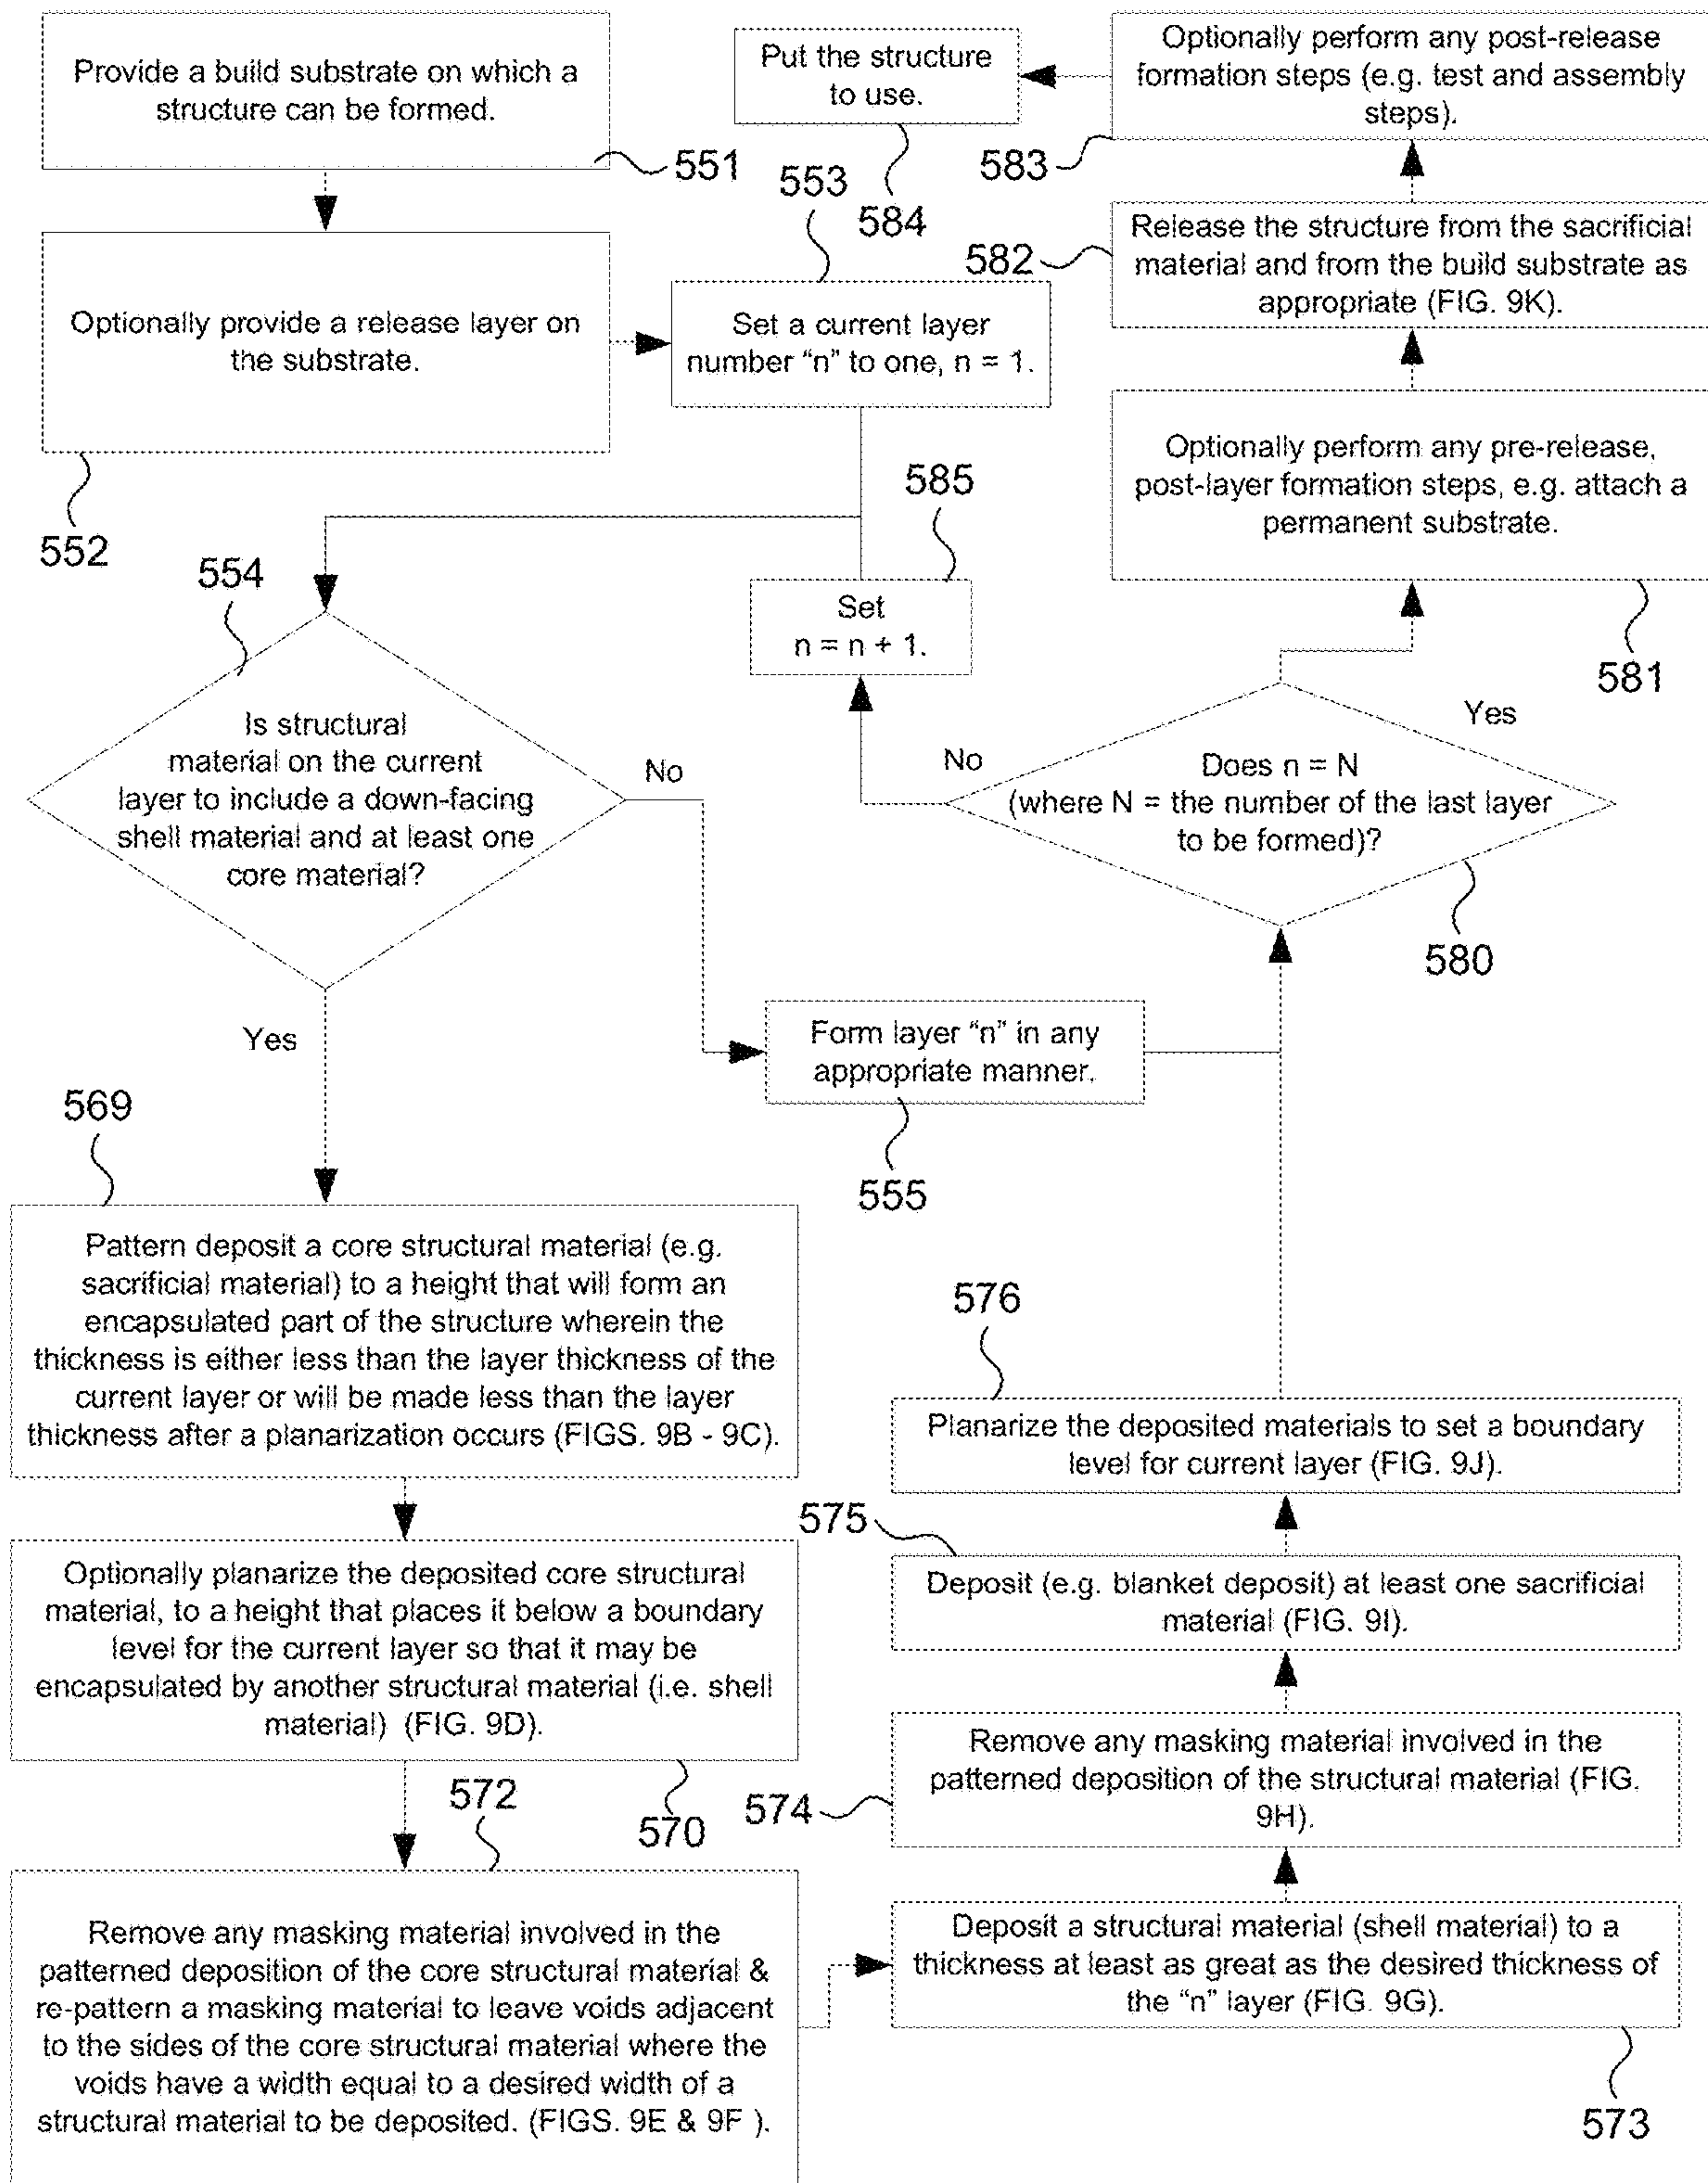 Provide a build substrate on which a
structure can be formed.
551
Optionally provide a release layer on
the substrate.
552
553
Set a current layer
number “n” to one, n = 1.
Put the structure
to use.
584
Optionally perform any post-release
formation steps (e.g. test and assembly
steps).
583
582
Release the structure from the sacrificial
material and from the build substrate as
appropriate (FIG. 9K).
Optionally perform any pre-release,
post-layer formation steps, e.g. attach a
permanent substrate.
581
585
Set
n = n + 1.
554
Is structural
material on the current
layer to include a down-facing
shell material and at least one
core material?
No
Yes
No
Does n = N
(where N = the number of the last layer
to be formed)?
Yes
580
Form layer “n” in any
appropriate manner.
555
569
Pattern deposit a core structural material (e.g.
sacrificial material) to a height that will form an
encapsulated part of the structure wherein the
thickness is either less than the layer thickness of the
current layer or will be made less than the layer
thickness after a planarization occurs (FIGS. 9B - 9C).
Optionally planarize the deposited core structural
material, to a height that places it below a boundary
level for the current layer so that it may be
encapsulated by another structural material (i.e. shell
material) (FIG. 9D).
570
572
Remove any masking material involved in the
patterned deposition of the core structural material &
re-pattern a masking material to leave voids adjacent
to the sides of the core structural material where the
voids have a width equal to a desired width of a
structural material to be deposited. (FIGS. 9E & 9F ).
576
Planarize the deposited materials to set a boundary
level for current layer (FIG. 9J).
575
Deposit (e.g. blanket deposit) at least one sacrificial
material (FIG. 9I).
Remove any masking material involved in the
patterned deposition of the structural material (FIG.
9H).
574
Deposit a structural material (shell material) to a
thickness at least as great as the desired thickness of
the “n” layer (FIG. 9G).
573